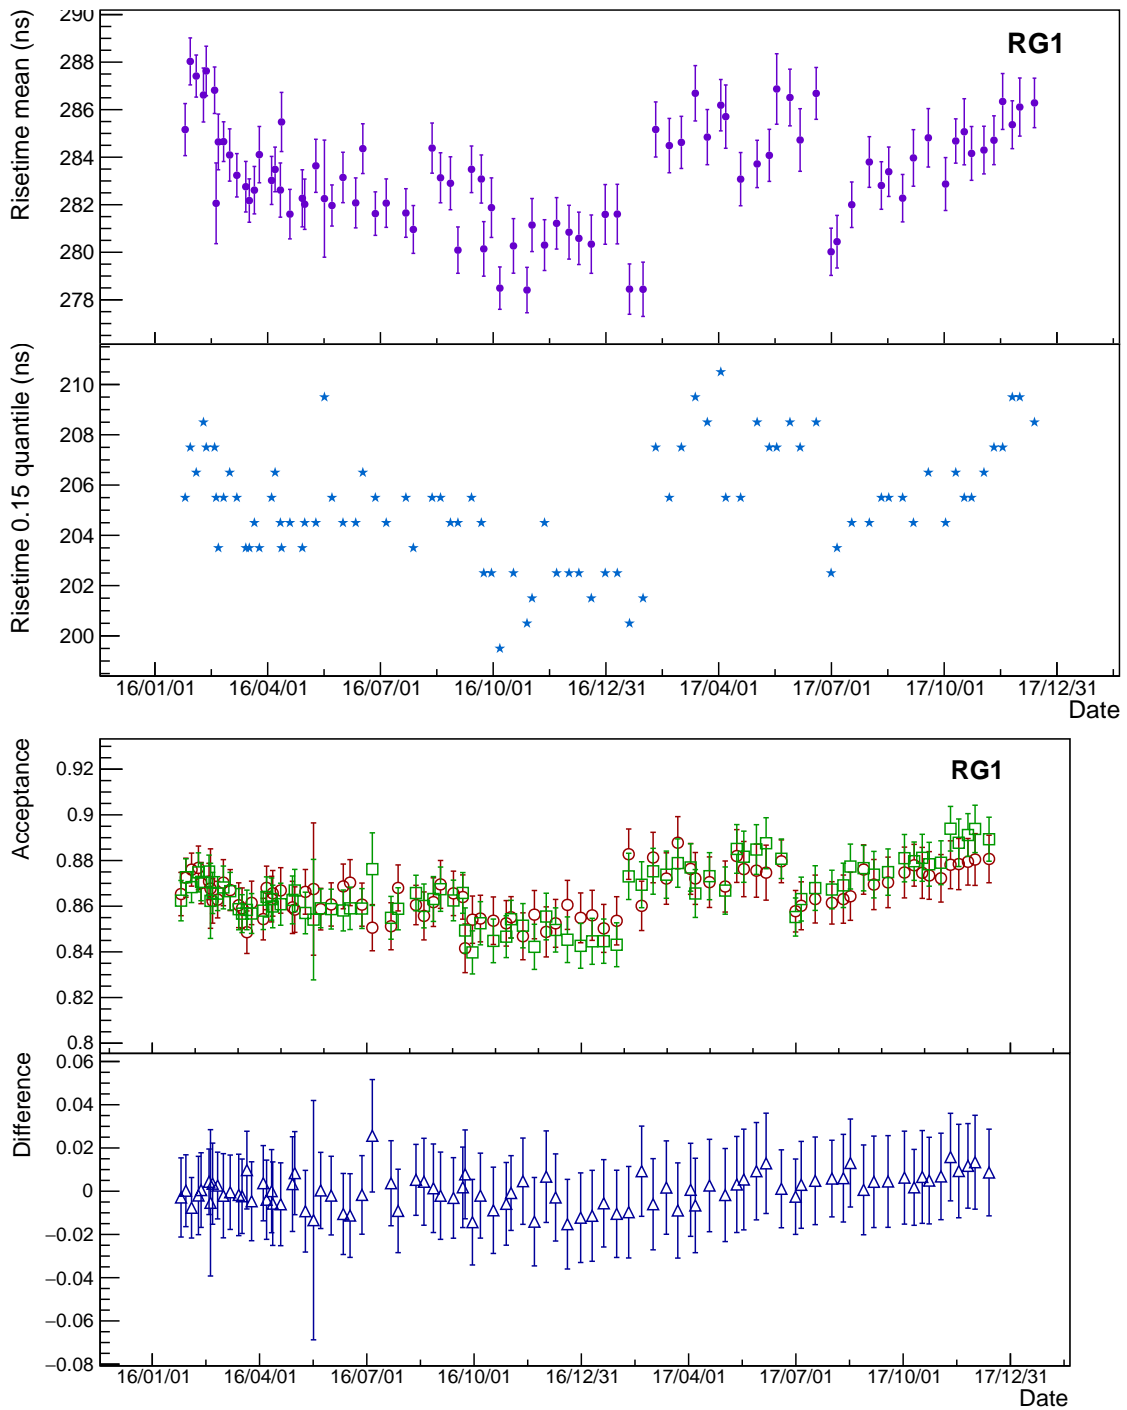 290
RG1
288
286
284
282
280
278
Risetime mean (ns)
210
208
206
204
202
200
Risetime 0.15 quantile (ns)
16/01/01 16/04/01 16/07/01 16/10/01 16/12/31 17/04/01 17/07/01 17/10/01 17/12/31
Date
RG1
0.92
0.9
0.88
0.86
0.84
0.82
0.8
Acceptance
0.06
0.04
0.02
0
−0.02
−0.04
−0.06
−0.08
Difference
16/01/01 16/04/01 16/07/01 16/10/01 16/12/31 17/04/01 17/07/01 17/10/01 17/12/31
Date